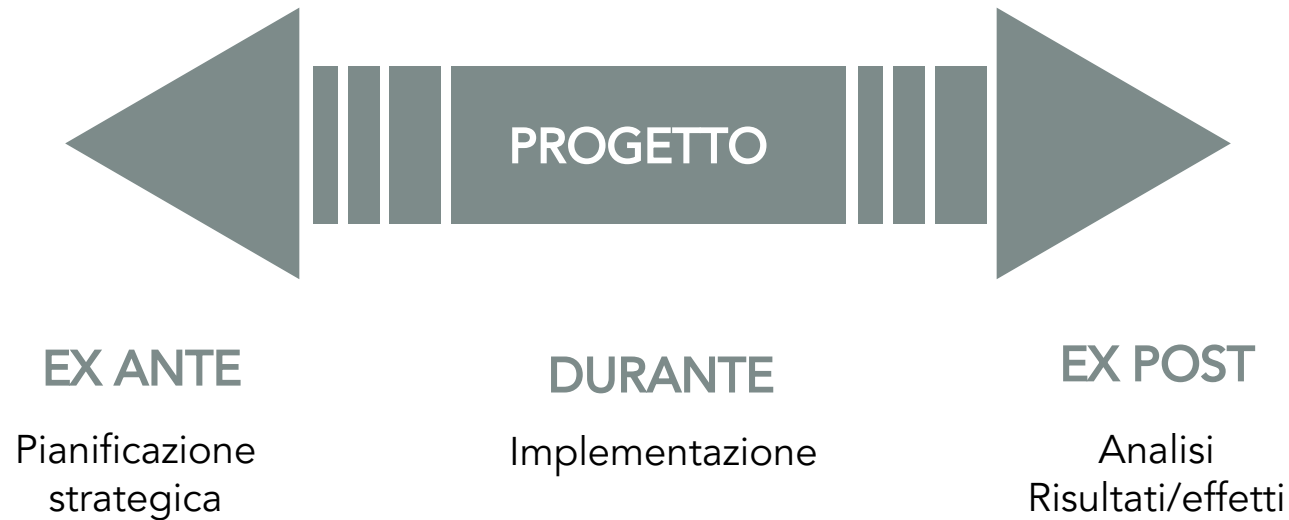 PROGETTO
EX ANTE
Pianificazione
strategica
DURANTE
Implementazione
EX POST
Analisi
Risultati/effetti